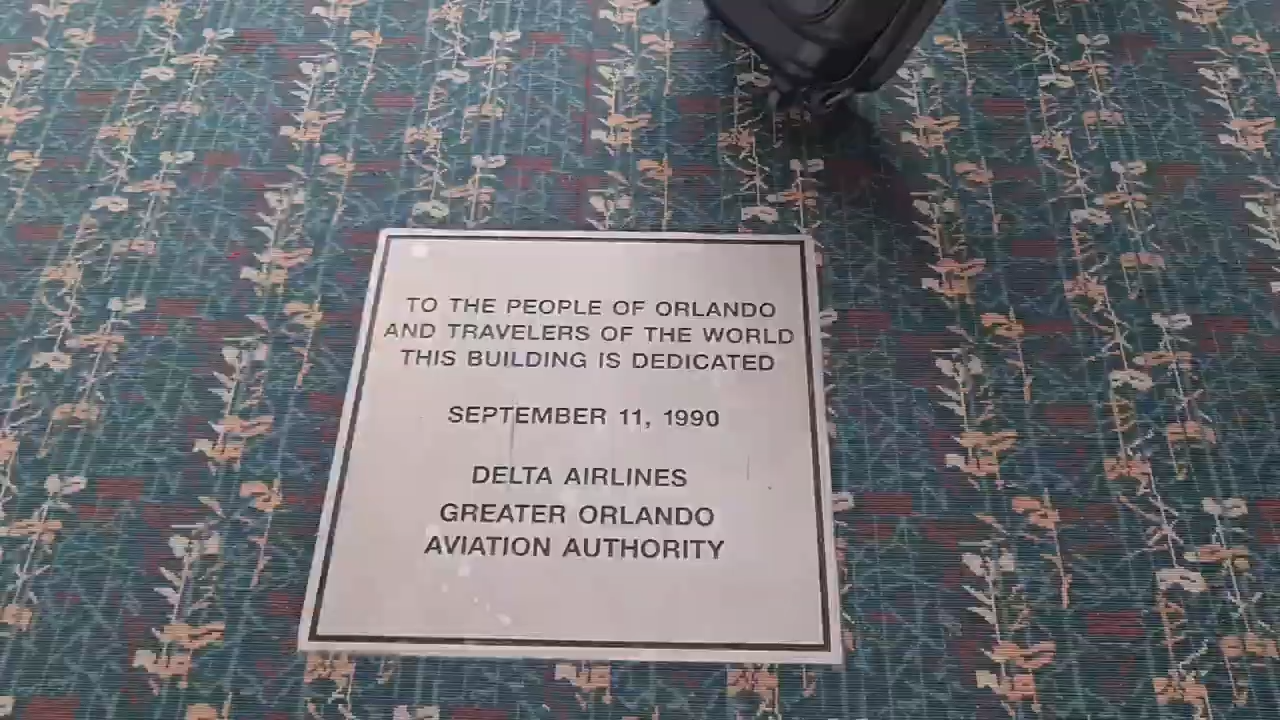 TO THE PEOPLE OF ORLANDO
AND TRAVELERS OF THE WORLD
THIS BUILDING IS DEDICATED
SEPTEMBER 11, 1990
DELTA AIRLINES
GREATER ORLANDO
AVIATION AUTHORITY